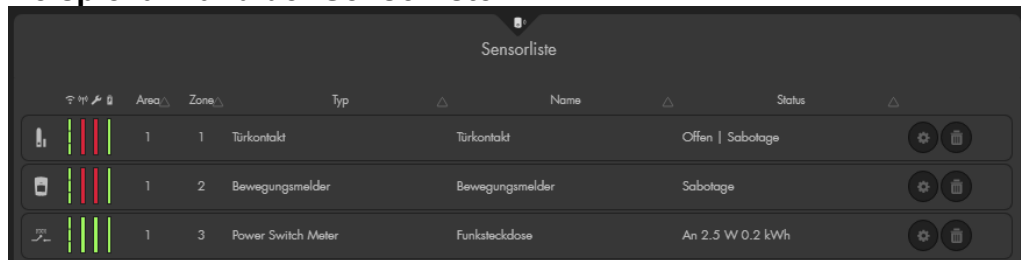 Sensorliste
Area Zone Typ Name Status
1 1 Türkontakt Türkontakt Offen | Sabotage
1 2 Bewegungsmelder Bewegungsmelder Sabotage
1 3 Power Switch Meter Funksteckdose An 2.5 W 0.2 kWh